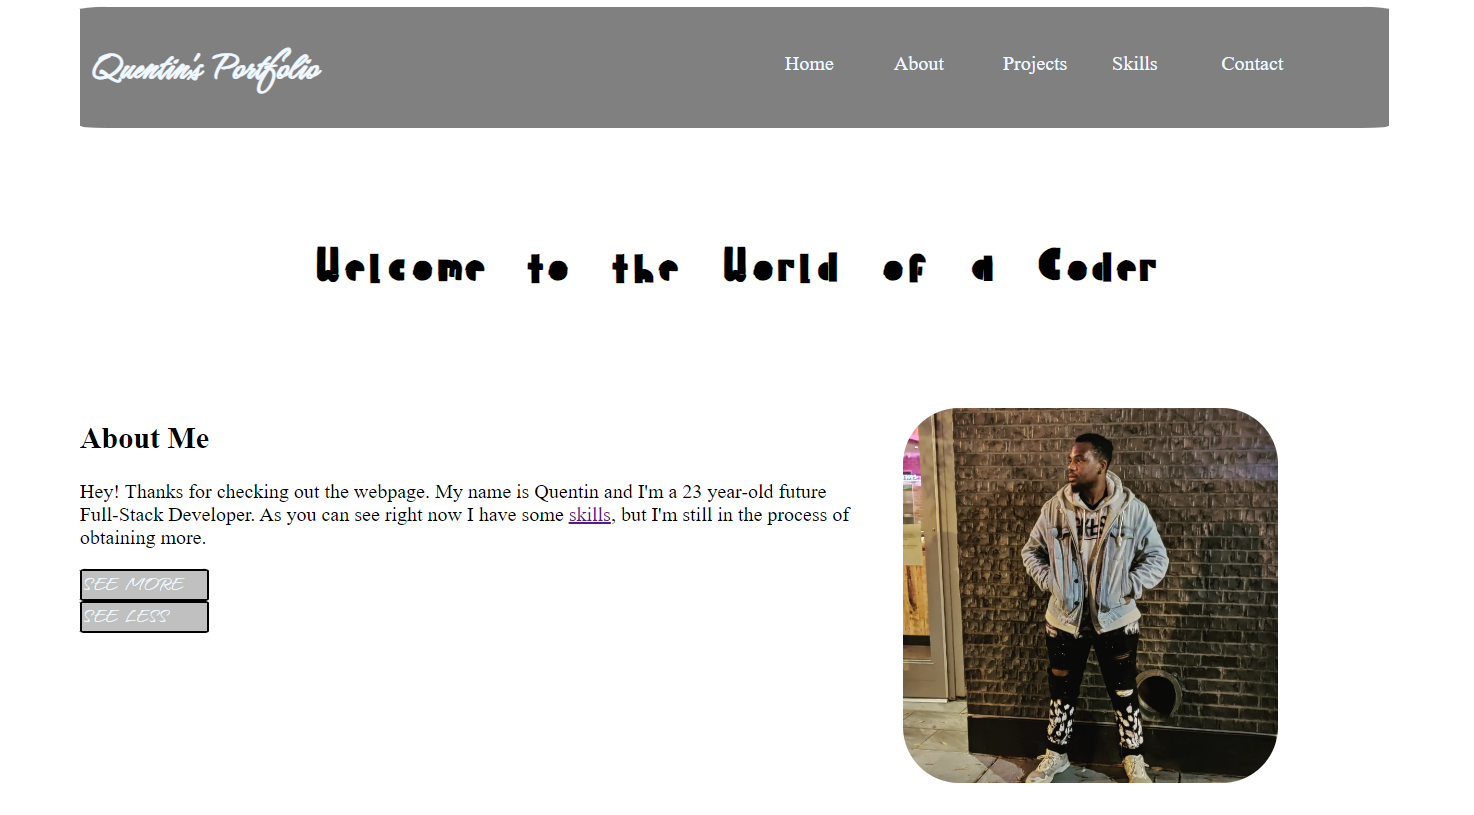 Quentin's Portfolio
Home About Projects Skills Contact
Welcome to the World of a Coder
About Me
Hey! Thanks for checking out the webpage. My name is Quentin and I'm a 23 year-old future
Full-Stack Developer. As you can see right now I have some skills, but I'm still in the process of
obtaining more.
SEE MORE
SEE LESS